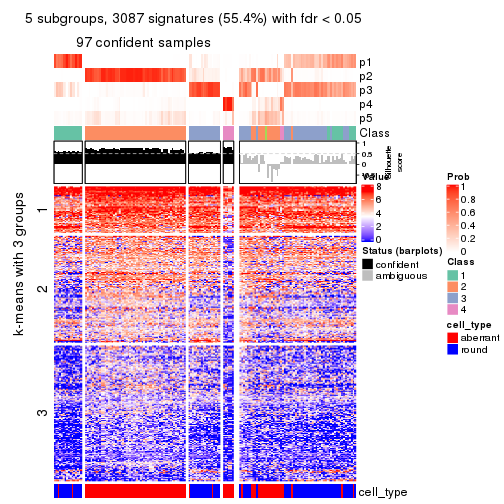 5 subgroups, 3087 signatures (55.4%) with fdr < 0.05
97 confident samples
p1
p2
p3
p4
p5
Class
1
0.5
0
Silhouette
score
k-means with 3 groups
1
2
3
Value
8
6
4
2
0
Status (barplots)
confident
ambiguous
Prob
1
0.8
0.6
0.4
0.2
0
Class
1
2
3
4
cell_type
aberrant
round
cell_type